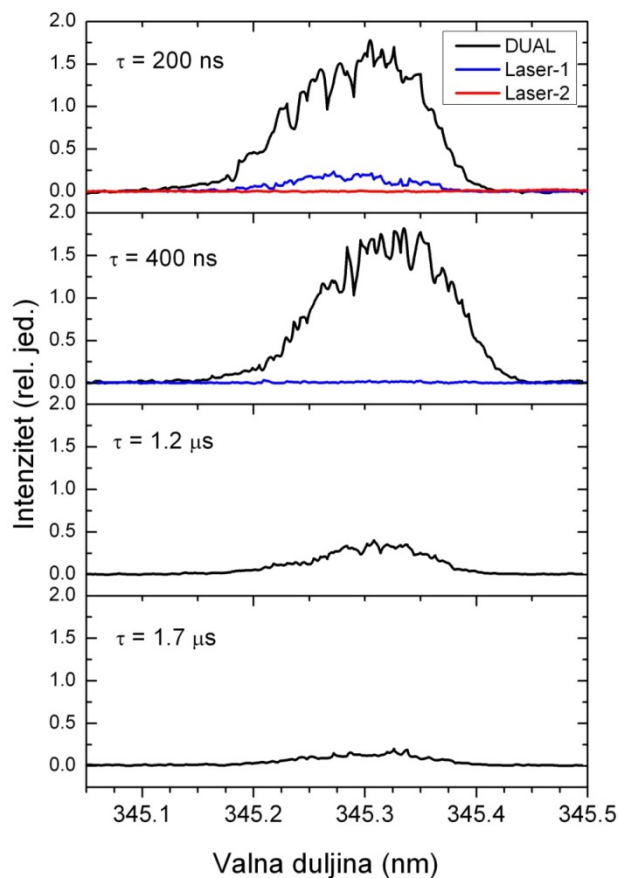 2.0
1.5
1.0
0.5
0.0
τ = 200 ns
DUAL
Laser-1
Laser-2
2.0
1.5
1.0
0.5
0.0
τ = 400 ns
2.0
1.5
1.0
0.5
0.0
τ = 1.2 μs
2.0
1.5
1.0
0.5
0.0
τ = 1.7 μs
Intenzitet (rel. jed.)
345.1 345.2 345.3 345.4 345.5
Valna duljina (nm)